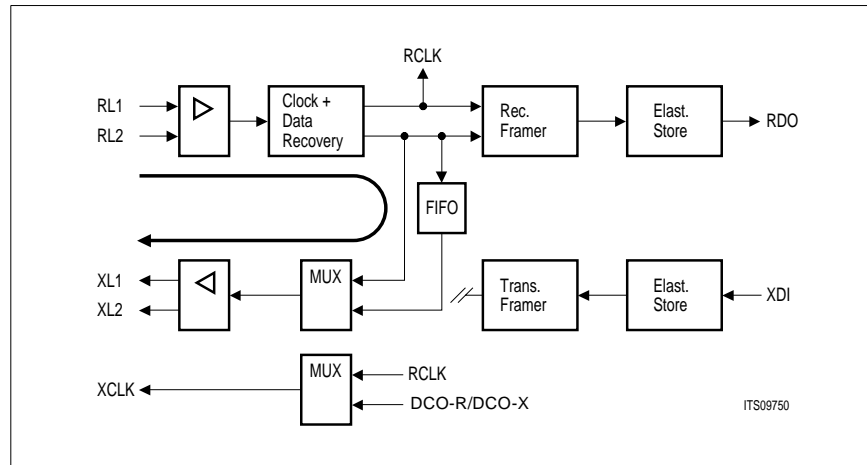 RCLK
RL1
RL2
Clock +
Data
Recovery
Rec.
Framer
Elast.
Store
RDO
FIFO
XL1
XL2
MUX
Trans.
Framer
Elast.
Store
XDI
XCLK
MUX
RCLK
DCO-R/DCO-X
ITS09750